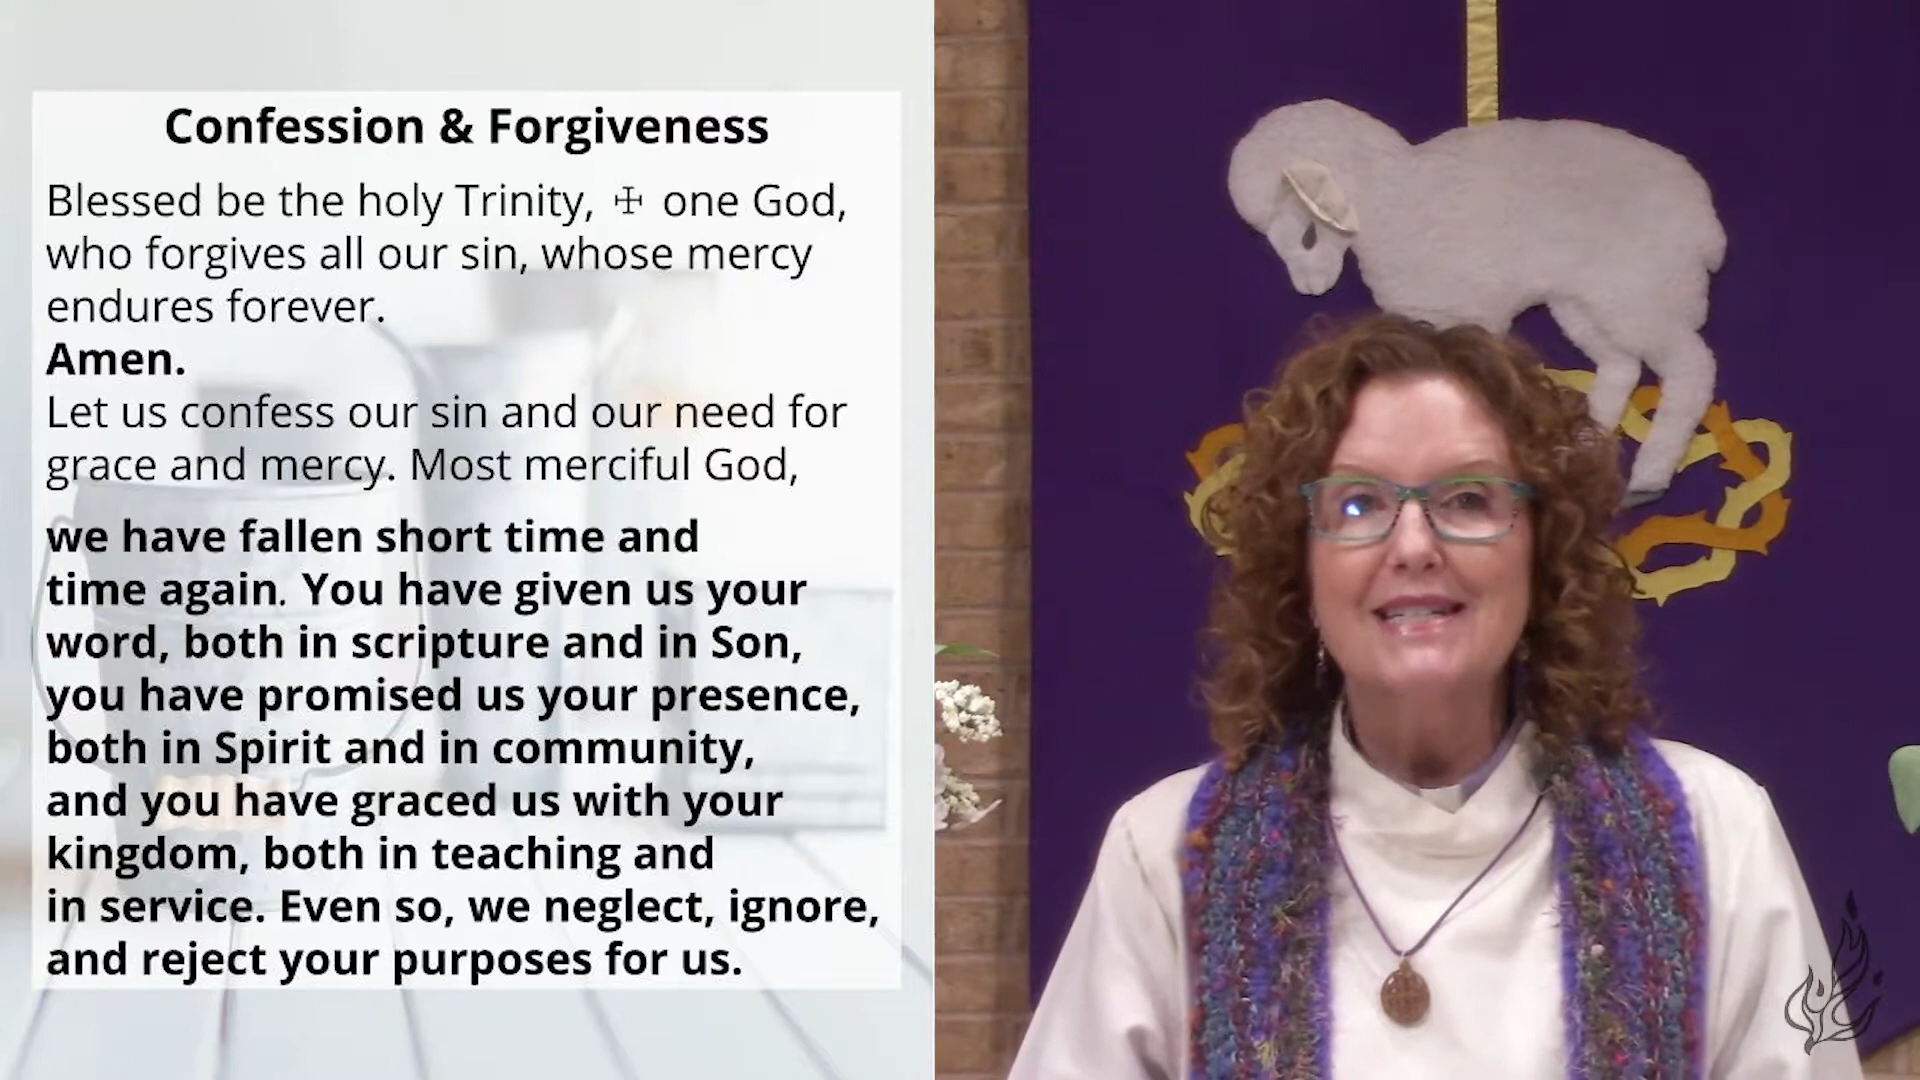 Confession & Forgiveness
Blessed be the holy Trinity, ☩ one God,
who forgives all our sin, whose mercy
endures forever.
Amen.
Let us confess our sin and our need for
grace and mercy. Most merciful God,
we have fallen short time and
time again. You have given us your
word, both in scripture and in Son,
you have promised us your presence,
both in Spirit and in community,
and you have graced us with your
kingdom, both in teaching and
in service. Even so, we neglect, ignore,
and reject your purposes for us.